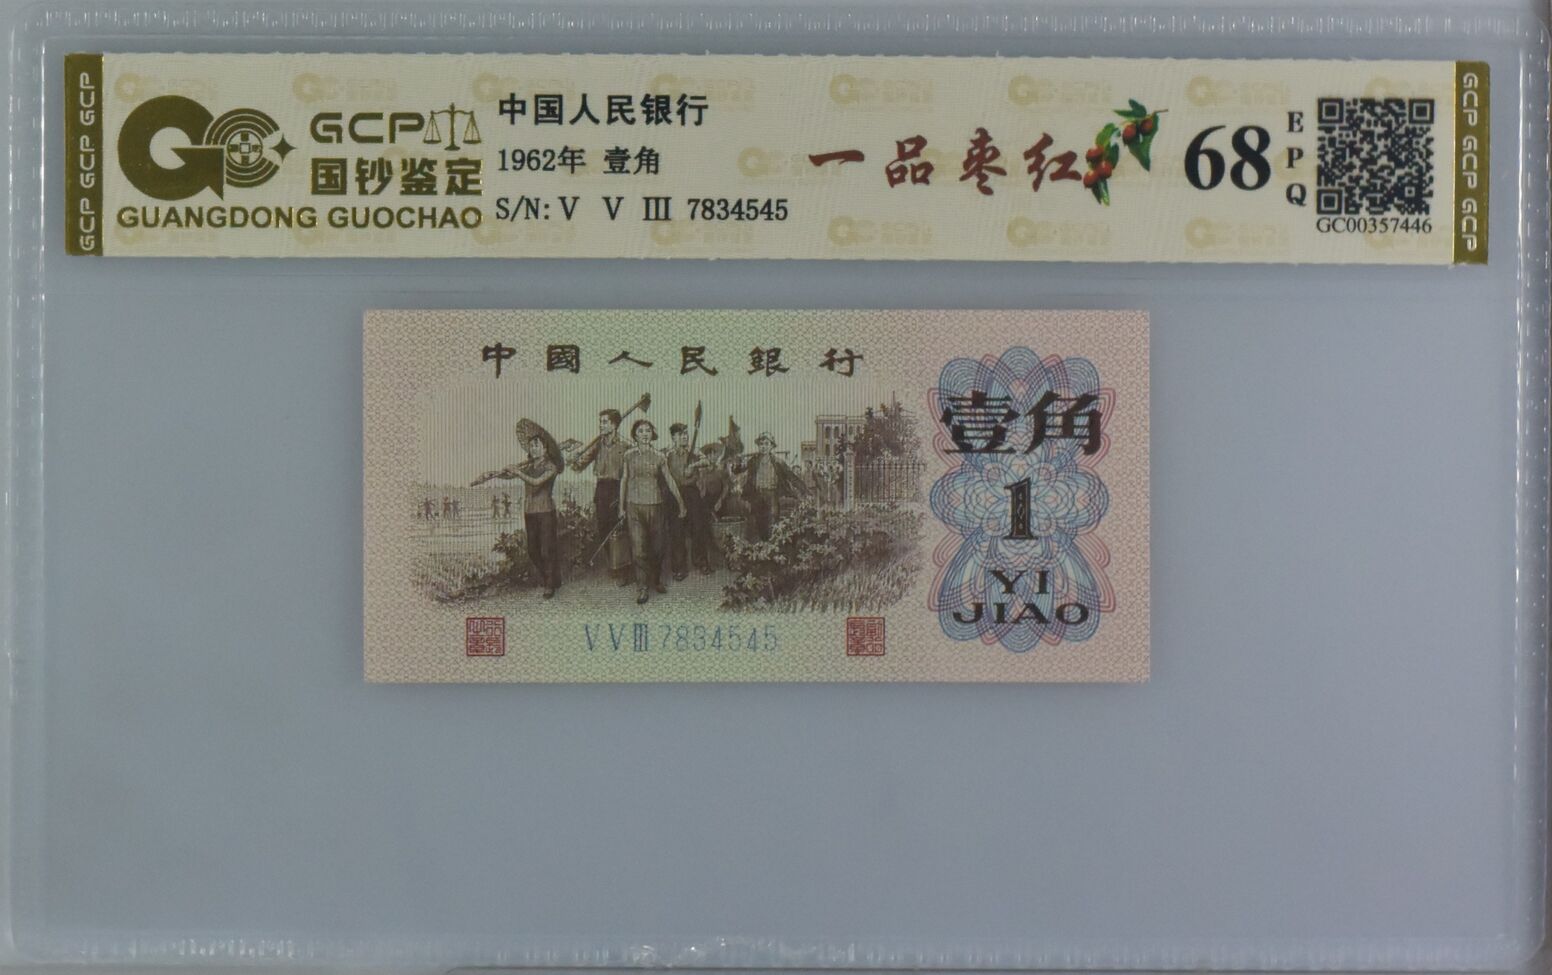 GCP GCP GCP
GCP
国钞鉴定
GUANGDONG GUOCHAO
中国人民银行
1962年 壹角
S/N: V V III 7834545
一品枣红
68
EPQ
GC00357446
GCP GCP GCP
中國人民銀行
壹角
1
YI
JIAO
V V III 7834545